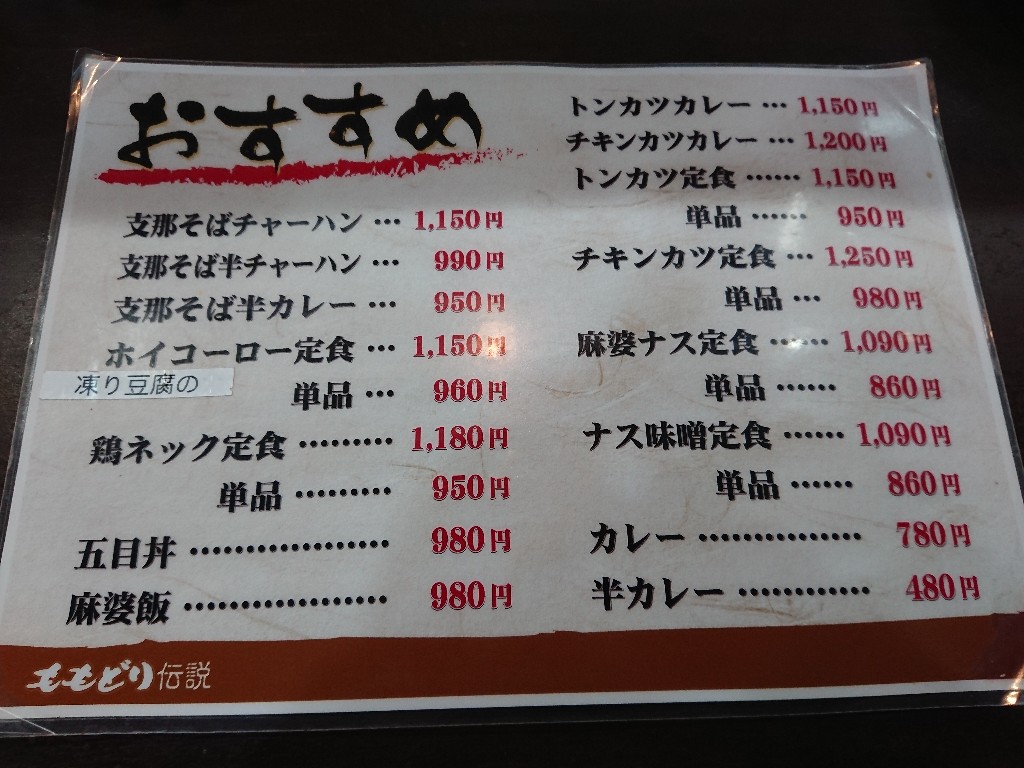 おすすめ
支那そばチャーハン … 1,150円
支那そば半チャーハン … 990円
支那そば半カレー … 950円
ホイコーロー定食 … 1,150円
単品 … 960円
凍り豆腐の
鶏ネック定食 ……… 1,180円
単品 ……… 950円
五目丼 ………………… 980円
麻婆飯 ………………… 980円
トンカツカレー … 1,150円
チキンカツカレー … 1,200円
トンカツ定食 …… 1,150円
単品 …… 950円
チキンカツ定食 … 1,250円
単品 … 980円
麻婆ナス定食 …… 1,090円
単品 …… 860円
ナス味噌定食 …… 1,090円
単品 …… 860円
カレー …………… 780円
半カレー ………… 480円
ももどり伝説